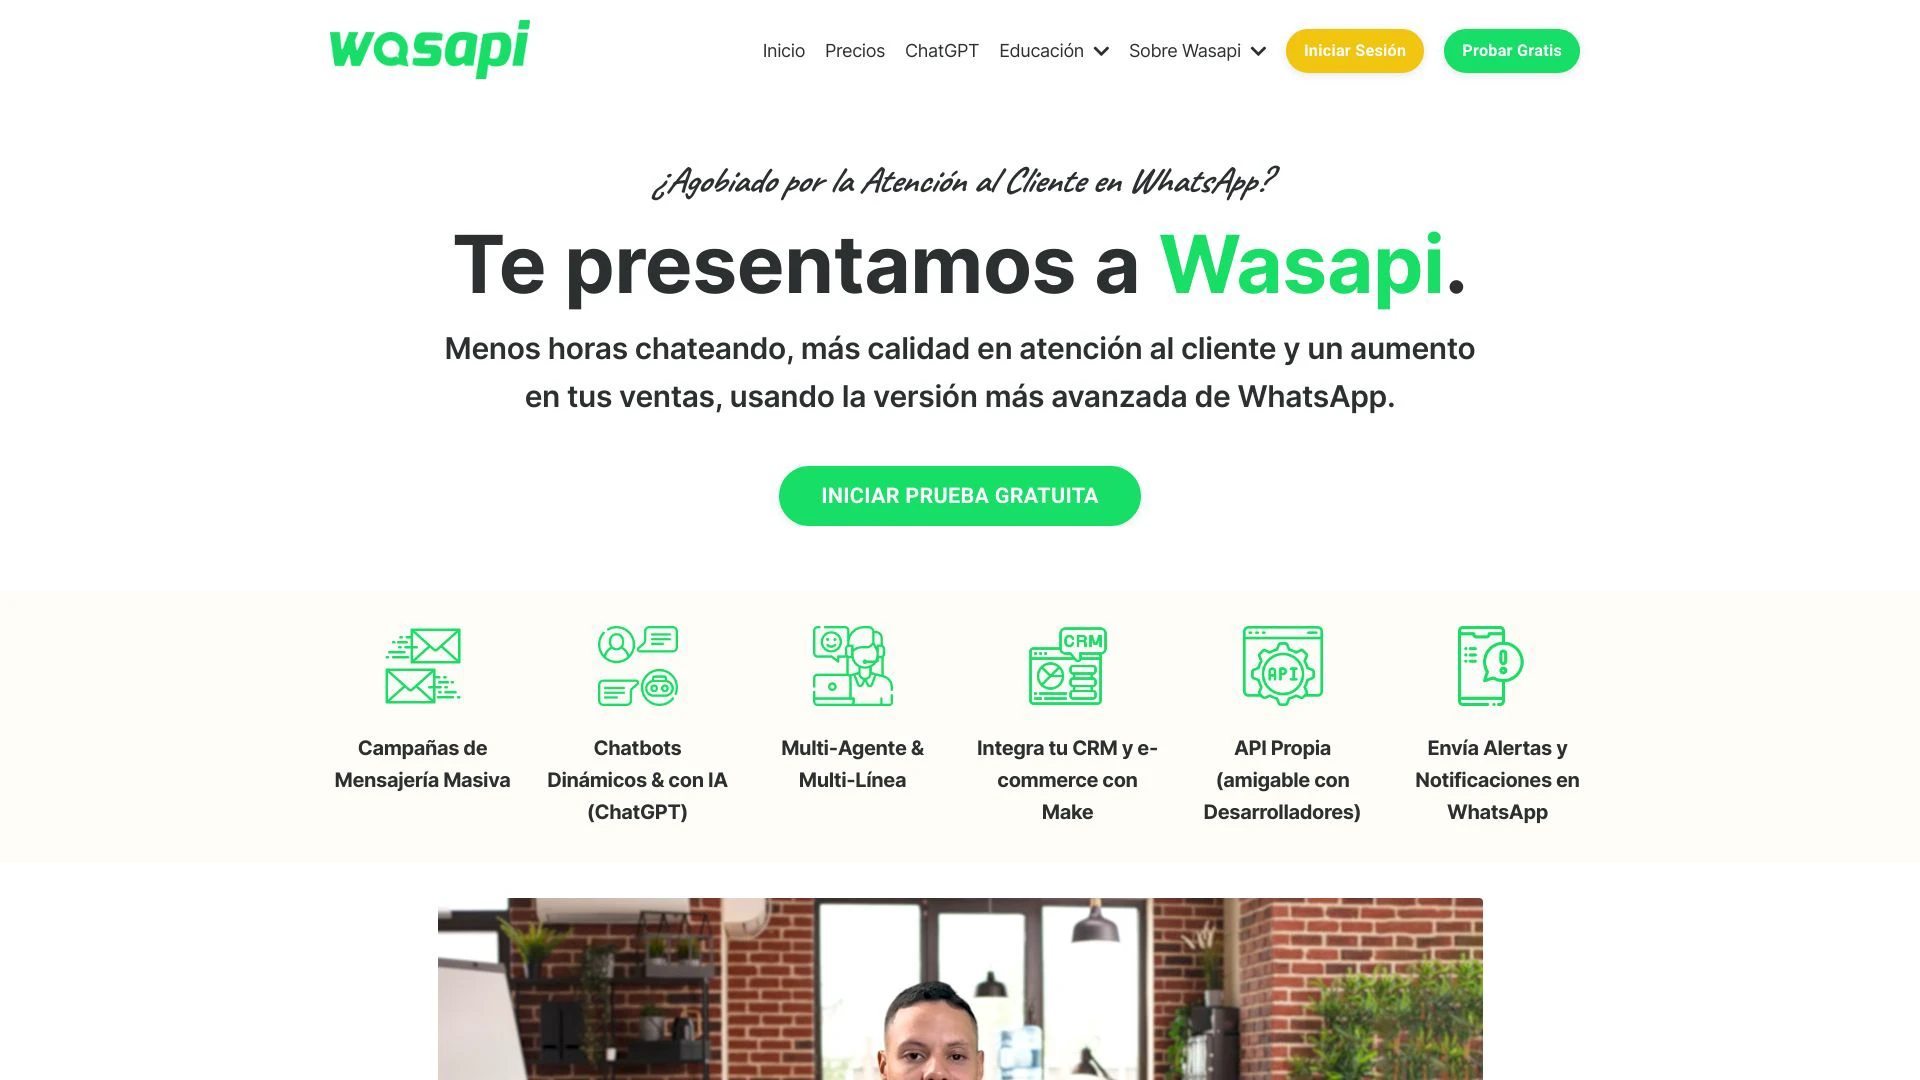 wasapi
Inicio Precios ChatGPT Educación Sobre Wasapi Iniciar Sesión Probar Gratis
¿Agobiado por la Atención al Cliente en WhatsApp?
Te presentamos a Wasapi.
Menos horas chateando, más calidad en atención al cliente y un aumento
en tus ventas, usando la versión más avanzada de WhatsApp.
INICIAR PRUEBA GRATUITA
CRM
API
Campañas de
Mensajería Masiva
Chatbots
Dinámicos & con IA
(ChatGPT)
Multi-Agente &
Multi-Línea
Integra tu CRM y e-
commerce con
Make
API Propia
(amigable con
Desarrolladores)
Envía Alertas y
Notificaciones en
WhatsApp